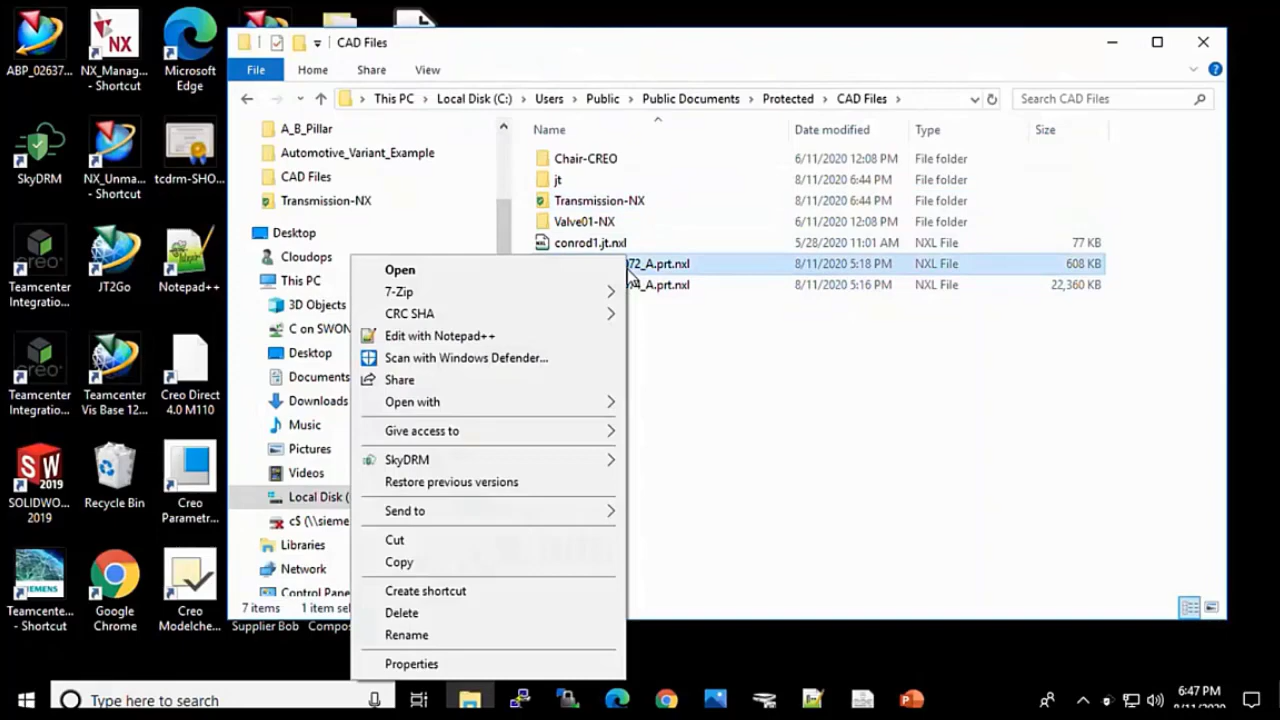 ABP_02637...
NX_Manag...
- Shortcut
Microsoft
Edge
SkyDRM
NX_Unma...
- Shortcut
tcdrm-SHO...
Teamcenter
Integratio...
JT2Go
Notepad++
Teamcenter
Integratio...
Teamcenter
Vis Base 12...
Creo Direct
4.0 M110
SOLIDWO...
2019
Recycle Bin
Creo
Parametr...
Teamcente...
- Shortcut
Google
Chrome
Creo
Modelche...
Supplier Bob
Compos
CAD Files
File
Home
Share
View
This PC
Local Disk (C:)
Users
Public
Public Documents
Protected
CAD Files
Search CAD Files
A_B_Pillar
Automotive_Variant_Example
CAD Files
Transmission-NX
Desktop
Cloudops
This PC
3D Objects
C on SWON
Desktop
Documents
Downloads
Music
Pictures
Videos
Local Disk (
c$ (\\sieme
Libraries
Network
Control Pane
7 items
1 item sel
Name
Date modified
Type
Size
Chair-CREO 6/11/2020 12:08 PM File folder
jt 8/11/2020 6:44 PM File folder
Transmission-NX 8/11/2020 6:44 PM File folder
Valve01-NX 6/11/2020 12:08 PM File folder
conrod1.jt.nxl 5/28/2020 11:01 AM NXL File 77 KB
72_A.prt.nxl 8/11/2020 5:18 PM NXL File 608 KB
_A.prt.nxl 8/11/2020 5:16 PM NXL File 22,360 KB
Open
7-Zip
CRC SHA
Edit with Notepad++
Scan with Windows Defender...
Share
Open with
Give access to
SkyDRM
Restore previous versions
Send to
Cut
Copy
Create shortcut
Delete
Rename
Properties
NX
SW
2019
SIEMENS
creo
creo
Type here to search
6:47 PM
8/11/2020